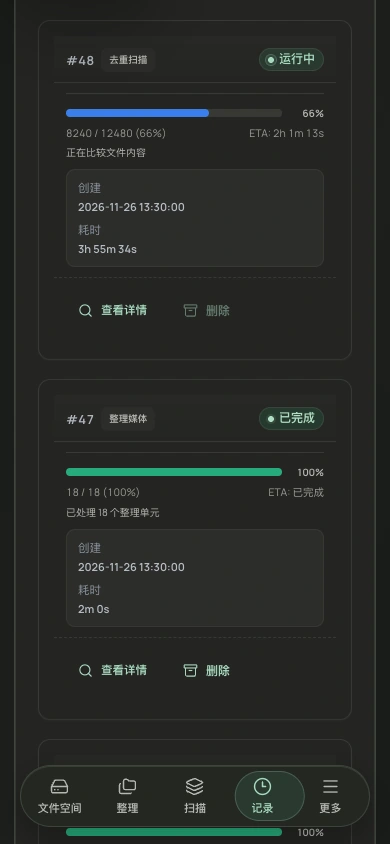 #48 去重扫描 运行中
66%
8240 / 12480 (66%) ETA: 2h 1m 13s
正在比较文件内容
创建
2026-11-26 13:30:00
耗时
3h 55m 34s
查看详情 删除
#47 整理媒体 已完成
100%
18 / 18 (100%) ETA: 已完成
已处理 18 个整理单元
创建
2026-11-26 13:30:00
耗时
2m 0s
查看详情 删除
文件空间 整理 扫描 记录 更多
100%